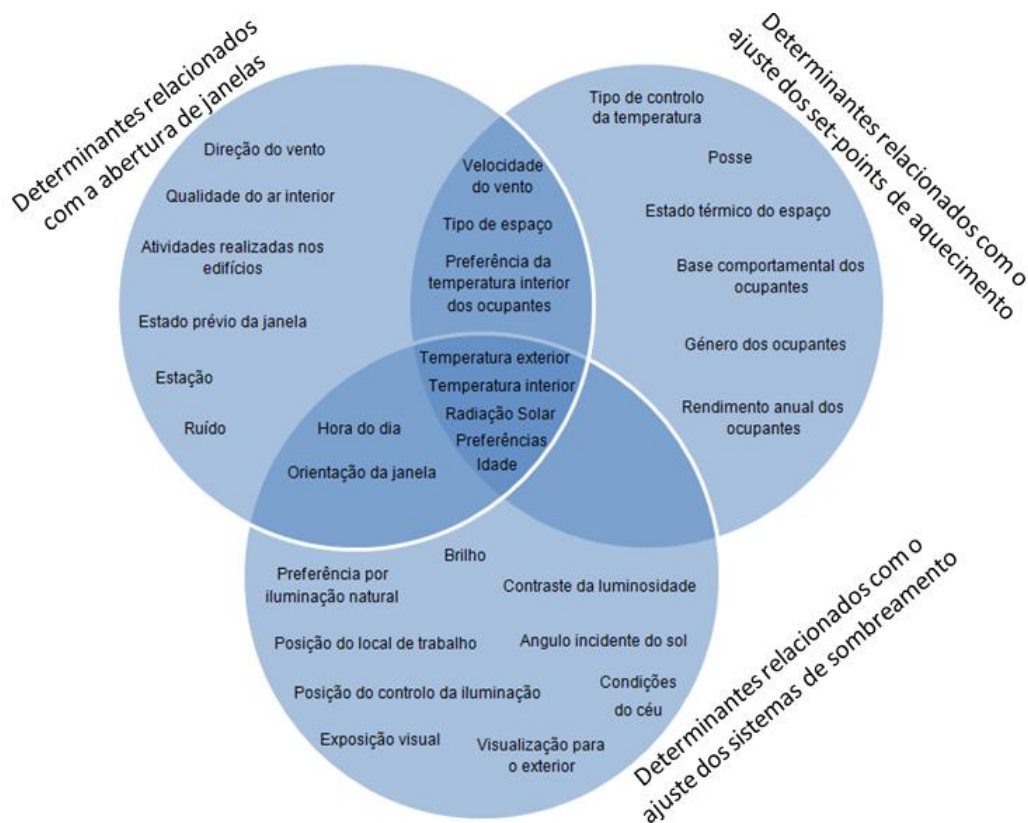 Determinantes relacionados
com a abertura de janelas
Determinantes relacionados com o
ajuste dos set-points de aquecimento
Direção do vento
Qualidade do ar interior
Atividades realizadas nos
edifícios
Estado prévio da janela
Estação
Ruído
Velocidade
do vento
Tipo de espaço
Preferência da
temperatura interior
dos ocupantes
Tipo de controlo
da temperatura
Posse
Estado térmico do espaço
Base comportamental dos
ocupantes
Género dos ocupantes
Rendimento anual dos
ocupantes
Temperatura exterior
Temperatura interior
Radiação Solar
Preferências
Idade
Hora do dia
Orientação da janela
Brilho
Preferência por
iluminação natural
Contraste da luminosidade
Posição do local de trabalho
Angulo incidente do sol
Posição do controlo da iluminação
Condições
do céu
Exposição visual
Visualização para
o exterior
Determinantes relacionados com o
ajuste dos sistemas de sombreamento